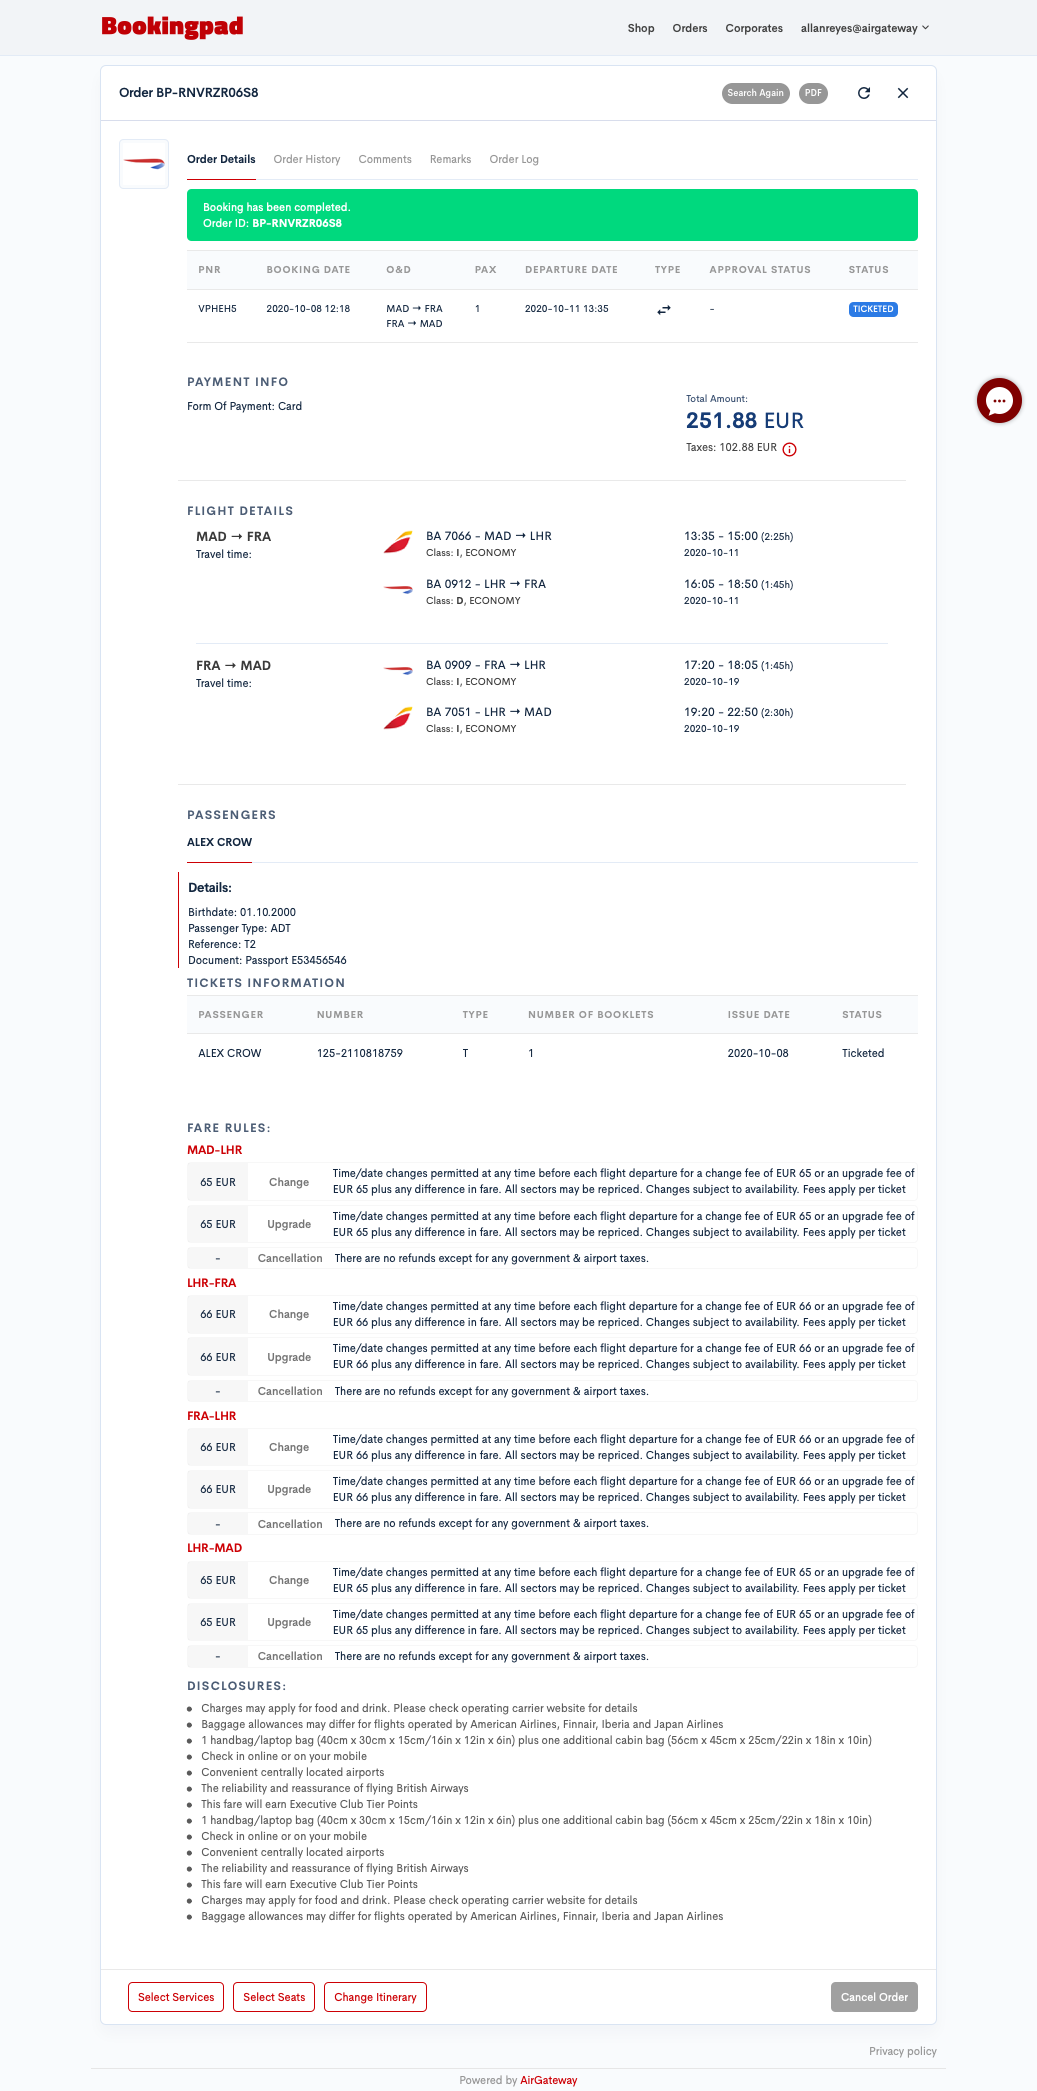 Bookingpad
Shop Orders Corporates allanreyes@airgateway
Order BP-RNVRZR06S8
Search Again PDF
Order Details Order History Comments Remarks Order Log
Booking has been completed.
Order ID: BP-RNVRZR06S8
PNR BOOKING DATE O&D PAX DEPARTURE DATE TYPE APPROVAL STATUS STATUS
VPHEH5 2020-10-08 12:18 MAD → FRA 1 2020-10-11 13:35 - TICKETED
FRA → MAD
PAYMENT INFO
Form Of Payment: Card
Total Amount:
251.88 EUR
Taxes: 102.88 EUR
FLIGHT DETAILS
MAD → FRA BA 7066 - MAD → LHR 13:35 - 15:00 (2:25h)
Travel time: Class: I, ECONOMY 2020-10-11
BA 0912 - LHR → FRA 16:05 - 18:50 (1:45h)
Class: D, ECONOMY 2020-10-11
FRA → MAD BA 0909 - FRA → LHR 17:20 - 18:05 (1:45h)
Travel time: Class: I, ECONOMY 2020-10-19
BA 7051 - LHR → MAD 19:20 - 22:50 (2:30h)
Class: I, ECONOMY 2020-10-19
PASSENGERS
ALEX CROW
Details:
Birthdate: 01.10.2000
Passenger Type: ADT
Reference: T2
Document: Passport E53456546
TICKETS INFORMATION
PASSENGER NUMBER TYPE NUMBER OF BOOKLETS ISSUE DATE STATUS
ALEX CROW 125-2110818759 T 1 2020-10-08 Ticketed
FARE RULES:
MAD-LHR
65 EUR Change Time/date changes permitted at any time before each flight departure for a change fee of EUR 65 or an upgrade fee of
EUR 65 plus any difference in fare. All sectors may be repriced. Changes subject to availability. Fees apply per ticket
65 EUR Upgrade Time/date changes permitted at any time before each flight departure for a change fee of EUR 65 or an upgrade fee of
EUR 65 plus any difference in fare. All sectors may be repriced. Changes subject to availability. Fees apply per ticket
- Cancellation There are no refunds except for any government & airport taxes.
LHR-FRA
66 EUR Change Time/date changes permitted at any time before each flight departure for a change fee of EUR 66 or an upgrade fee of
EUR 66 plus any difference in fare. All sectors may be repriced. Changes subject to availability. Fees apply per ticket
66 EUR Upgrade Time/date changes permitted at any time before each flight departure for a change fee of EUR 66 or an upgrade fee of
EUR 66 plus any difference in fare. All sectors may be repriced. Changes subject to availability. Fees apply per ticket
- Cancellation There are no refunds except for any government & airport taxes.
FRA-LHR
66 EUR Change Time/date changes permitted at any time before each flight departure for a change fee of EUR 66 or an upgrade fee of
EUR 66 plus any difference in fare. All sectors may be repriced. Changes subject to availability. Fees apply per ticket
66 EUR Upgrade Time/date changes permitted at any time before each flight departure for a change fee of EUR 66 or an upgrade fee of
EUR 66 plus any difference in fare. All sectors may be repriced. Changes subject to availability. Fees apply per ticket
- Cancellation There are no refunds except for any government & airport taxes.
LHR-MAD
65 EUR Change Time/date changes permitted at any time before each flight departure for a change fee of EUR 65 or an upgrade fee of
EUR 65 plus any difference in fare. All sectors may be repriced. Changes subject to availability. Fees apply per ticket
65 EUR Upgrade Time/date changes permitted at any time before each flight departure for a change fee of EUR 65 or an upgrade fee of
EUR 65 plus any difference in fare. All sectors may be repriced. Changes subject to availability. Fees apply per ticket
- Cancellation There are no refunds except for any government & airport taxes.
DISCLOSURES:
• Charges may apply for food and drink. Please check operating carrier website for details
• Baggage allowances may differ for flights operated by American Airlines, Finnair, Iberia and Japan Airlines
• 1 handbag/laptop bag (40cm x 30cm x 15cm/16in x 12in x 6in) plus one additional cabin bag (56cm x 45cm x 25cm/22in x 18in x 10in)
• Check in online or on your mobile
• Convenient centrally located airports
• The reliability and reassurance of flying British Airways
• This fare will earn Executive Club Tier Points
• 1 handbag/laptop bag (40cm x 30cm x 15cm/16in x 12in x 6in) plus one additional cabin bag (56cm x 45cm x 25cm/22in x 18in x 10in)
• Check in online or on your mobile
• Convenient centrally located airports
• The reliability and reassurance of flying British Airways
• This fare will earn Executive Club Tier Points
• Charges may apply for food and drink. Please check operating carrier website for details
• Baggage allowances may differ for flights operated by American Airlines, Finnair, Iberia and Japan Airlines
Select Services Select Seats Change Itinerary Cancel Order
Privacy policy
Powered by AirGateway